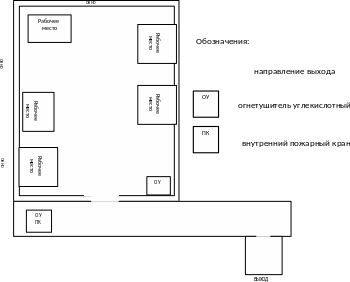 окно
Рабочее
место
Рабочее
место
Обозначения:
окно
направление выхода
Рабочее
место
Рабочее
место
ОУ
огнетушитель углекислотный
ПК
внутренний пожарный кран
окно
Рабочее
место
ОУ
ОУ
ПК
ВЫХОД